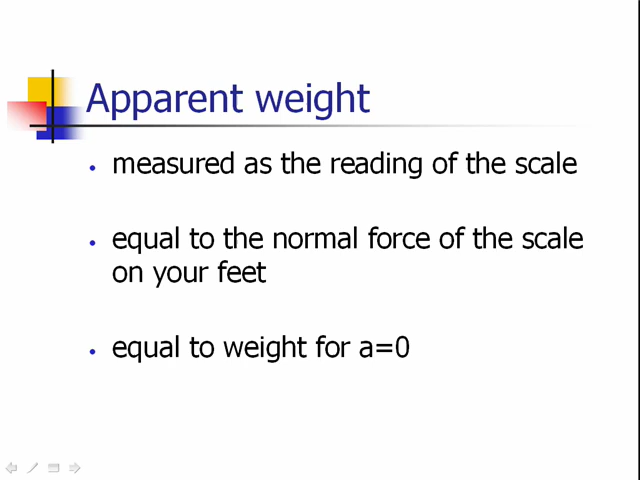 Apparent weight
measured as the reading of the scale
equal to the normal force of the scale
on your feet
equal to weight for a=0